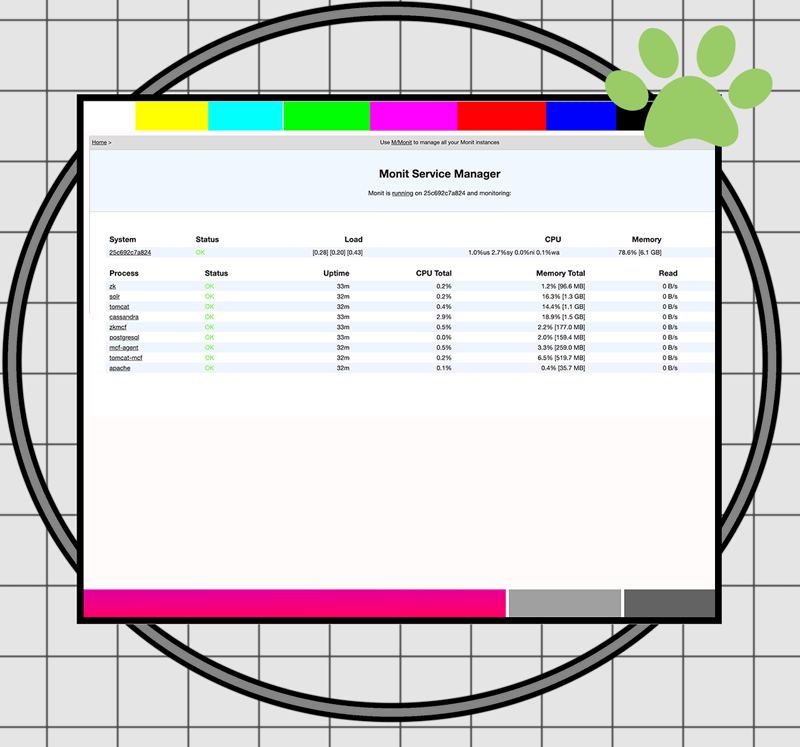 Home > Use M/Monit to manage all your Monit instances
Monit Service Manager
Monit is running on 25c692c7a824 and monitoring:
System Status Load CPU Memory
25c692c7a824 OK [0.28] [0.20] [0.43] 1.0%us 2.7%sy 0.0%ni 0.1%wa 78.6% [6.1 GB]
Process Status Uptime CPU Total Memory Total Read
zk OK 33m 0.2% 1.2% [96.6 MB] 0 B/s
solr OK 32m 0.2% 16.3% [1.3 GB] 0 B/s
tomcat OK 32m 0.4% 14.4% [1.1 GB] 0 B/s
cassandra OK 33m 2.9% 18.9% [1.5 GB] 0 B/s
zkmcf OK 33m 0.5% 2.2% [177.0 MB] 0 B/s
postgresql OK 33m 0.0% 2.0% [159.4 MB] 0 B/s
mcf-agent OK 32m 0.5% 3.3% [259.0 MB] 0 B/s
tomcat-mcf OK 32m 0.2% 6.5% [519.7 MB] 0 B/s
apache OK 32m 0.1% 0.4% [35.7 MB] 0 B/s